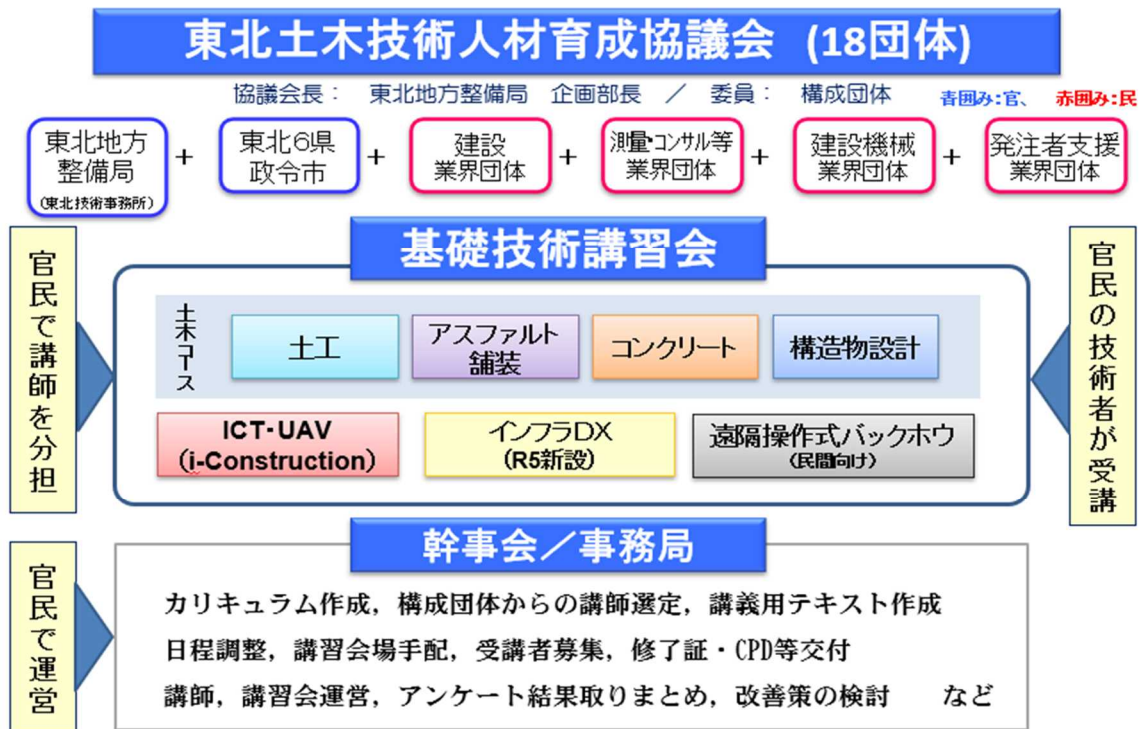 東北土木技術人材育成協議会 (18団体)
協議会長： 東北地方整備局 企画部長 ／ 委員： 構成団体
青囲み:官、 赤囲み:民
東北地方
整備局
(東北技術事務所)
+
東北6県
政令市
+
建設
業界団体
+
測量・コンサル等
業界団体
+
建設機械
業界団体
+
発注者支援
業界団体
基礎技術講習会
官民で講師を分担
土木コース
土工
アスファルト
舗装
コンクリート
構造物設計
ICT・UAV
(i-Construction)
インフラDX
(R5新設)
遠隔操作式バックホウ
(民間向け)
官民の技術者が受講
幹事会／事務局
官民で運営
カリキュラム作成，構成団体からの講師選定，講義用テキスト作成
日程調整，講習会場手配，受講者募集，修了証・CPD等交付
講師，講習会運営，アンケート結果取りまとめ，改善策の検討 など